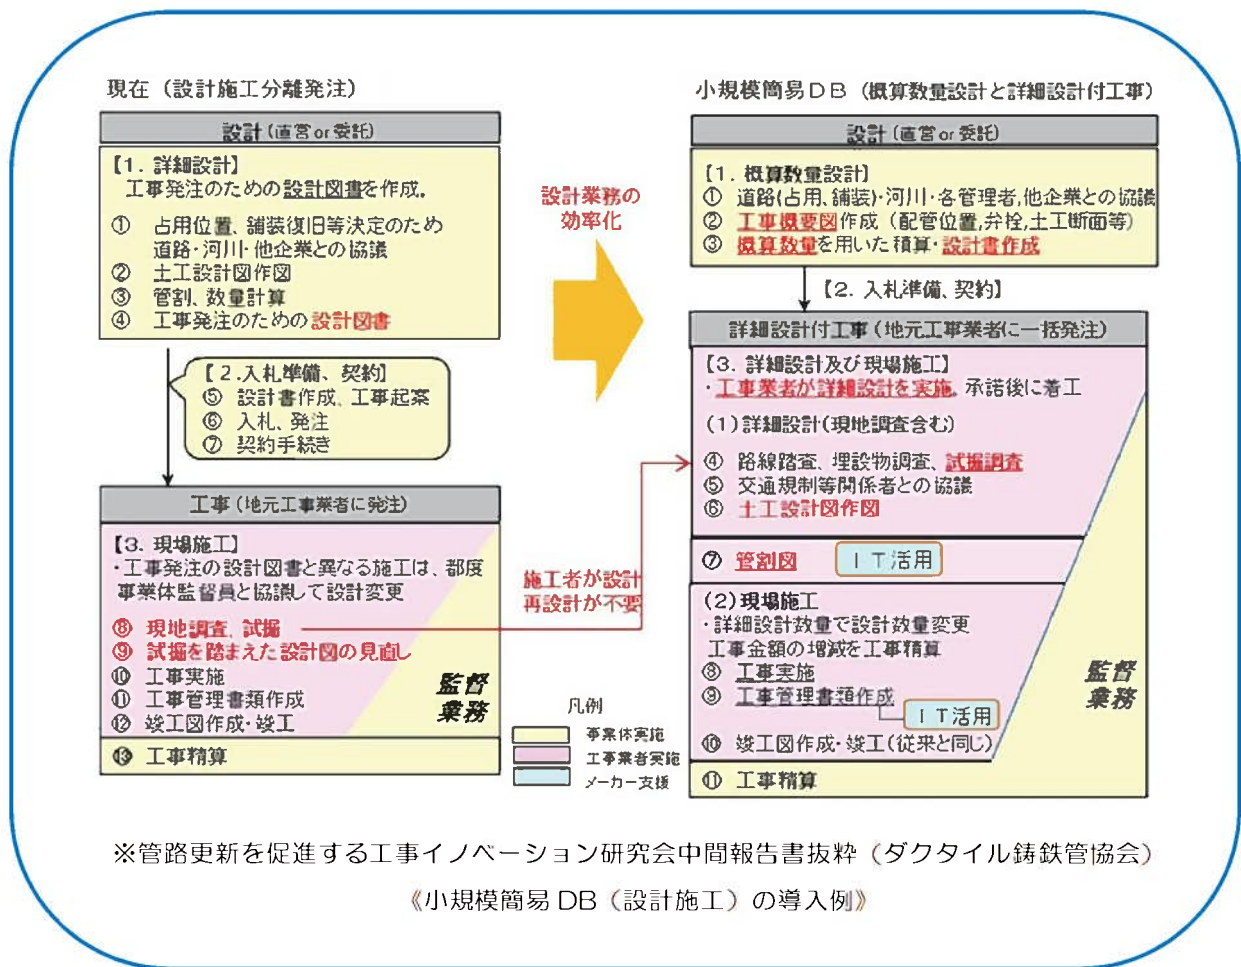 現在（設計施工分離発注）
設計（直営or委託）
【1. 詳細設計】
工事発注のための設計図書を作成。
① 占用位置、舗装復旧等決定のため
道路・河川・他企業との協議
② 土工設計図作図
③ 管割、数量計算
④ 工事発注のための設計図書
【2.入札準備、契約】
⑤ 設計書作成、工事起案
⑥ 入札、発注
⑦ 契約手続き
工事（地元工事業者に発注）
【3. 現場施工】
・工事発注の設計図書と異なる施工は、都度
事業体監督員と協議して設計変更
⑧ 現地調査、試掘
⑨ 試掘を踏まえた設計図の見直し
⑩ 工事実施
⑪ 工事管理書類作成
⑫ 竣工図作成・竣工
監督
業務
⑬ 工事精算
設計業務の
効率化
施工者が設計
再設計が不要
凡例
事業体実施
工事業者実施
メーカー支援
小規模簡易ＤＢ（概算数量設計と詳細設計付工事）
設計（直営or委託）
【1. 概算数量設計】
① 道路(占用、舗装)・河川・各管理者,他企業との協議
② 工事概要図作成（配管位置,弁栓,土工断面等）
③ 概算数量を用いた積算・設計書作成
【2. 入札準備、契約】
詳細設計付工事（地元工事業者に一括発注）
【3. 詳細設計及び現場施工】
・工事業者が詳細設計を実施。承諾後に着工
(1)詳細設計(現地調査含む)
④ 路線踏査、埋設物調査、試掘調査
⑤ 交通規制等関係者との協議
⑥ 土工設計図作図
⑦ 管割図
ＩＴ活用
(2)現場施工
・詳細設計数量で設計数量変更
工事金額の増減を工事精算
⑧ 工事実施
⑨ 工事管理書類作成
ＩＴ活用
⑩ 竣工図作成・竣工(従来と同じ)
監督
業務
⑪ 工事精算
※管路更新を促進する工事イノベーション研究会中間報告書抜粋（ダクタイル鋳鉄管協会）
《小規模簡易 DB（設計施工）の導入例》